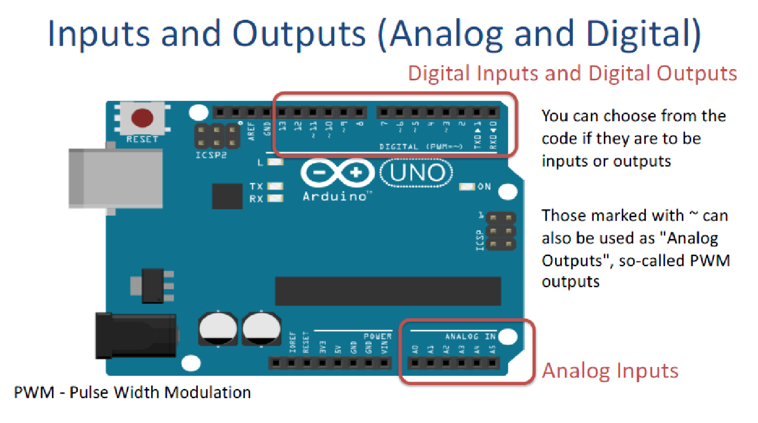 Inputs and Outputs (Analog and Digital)
Digital Inputs and Digital Outputs
You can choose from the
code if they are to be
inputs or outputs
Those marked with ~ can
also be used as "Analog
Outputs", so-called PWM
outputs
RESET
ICSP2
AREF
GND
13
12
~11
~10
~9
8
7
~6
~5
4
~3
2
TX0 ▶ 1
RX0 ◀ 0
DIGITAL (PWM=~)
L
TX
RX
UNO
Arduino™
ON
ICSP
1
POWER
ANALOG IN
IOREF
RESET
3V3
5V
GND
GND
VIN
A0
A1
A2
A3
A4
A5
Analog Inputs
PWM - Pulse Width Modulation